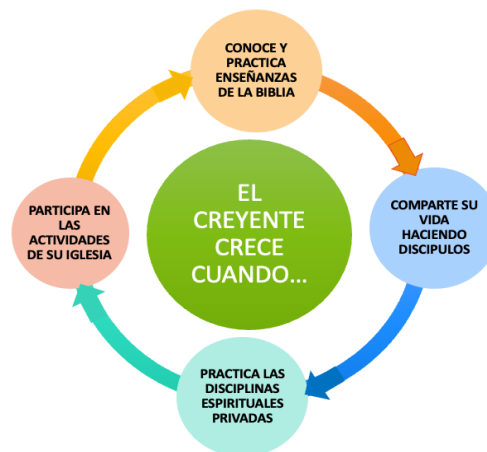 CONOCE Y
PRACTICA
ENSEÑANZAS
DE LA BIBLIA
EL
CREYENTE
CRECE
CUANDO...
COMPARTE SU
VIDA
HACIENDO
DISCIPULOS
PRACTICA LAS
DISCIPLINAS
ESPIRITUALES
PRIVADAS
PARTICIPA EN
LAS
ACTIVIDADES
DE SU IGLESIA